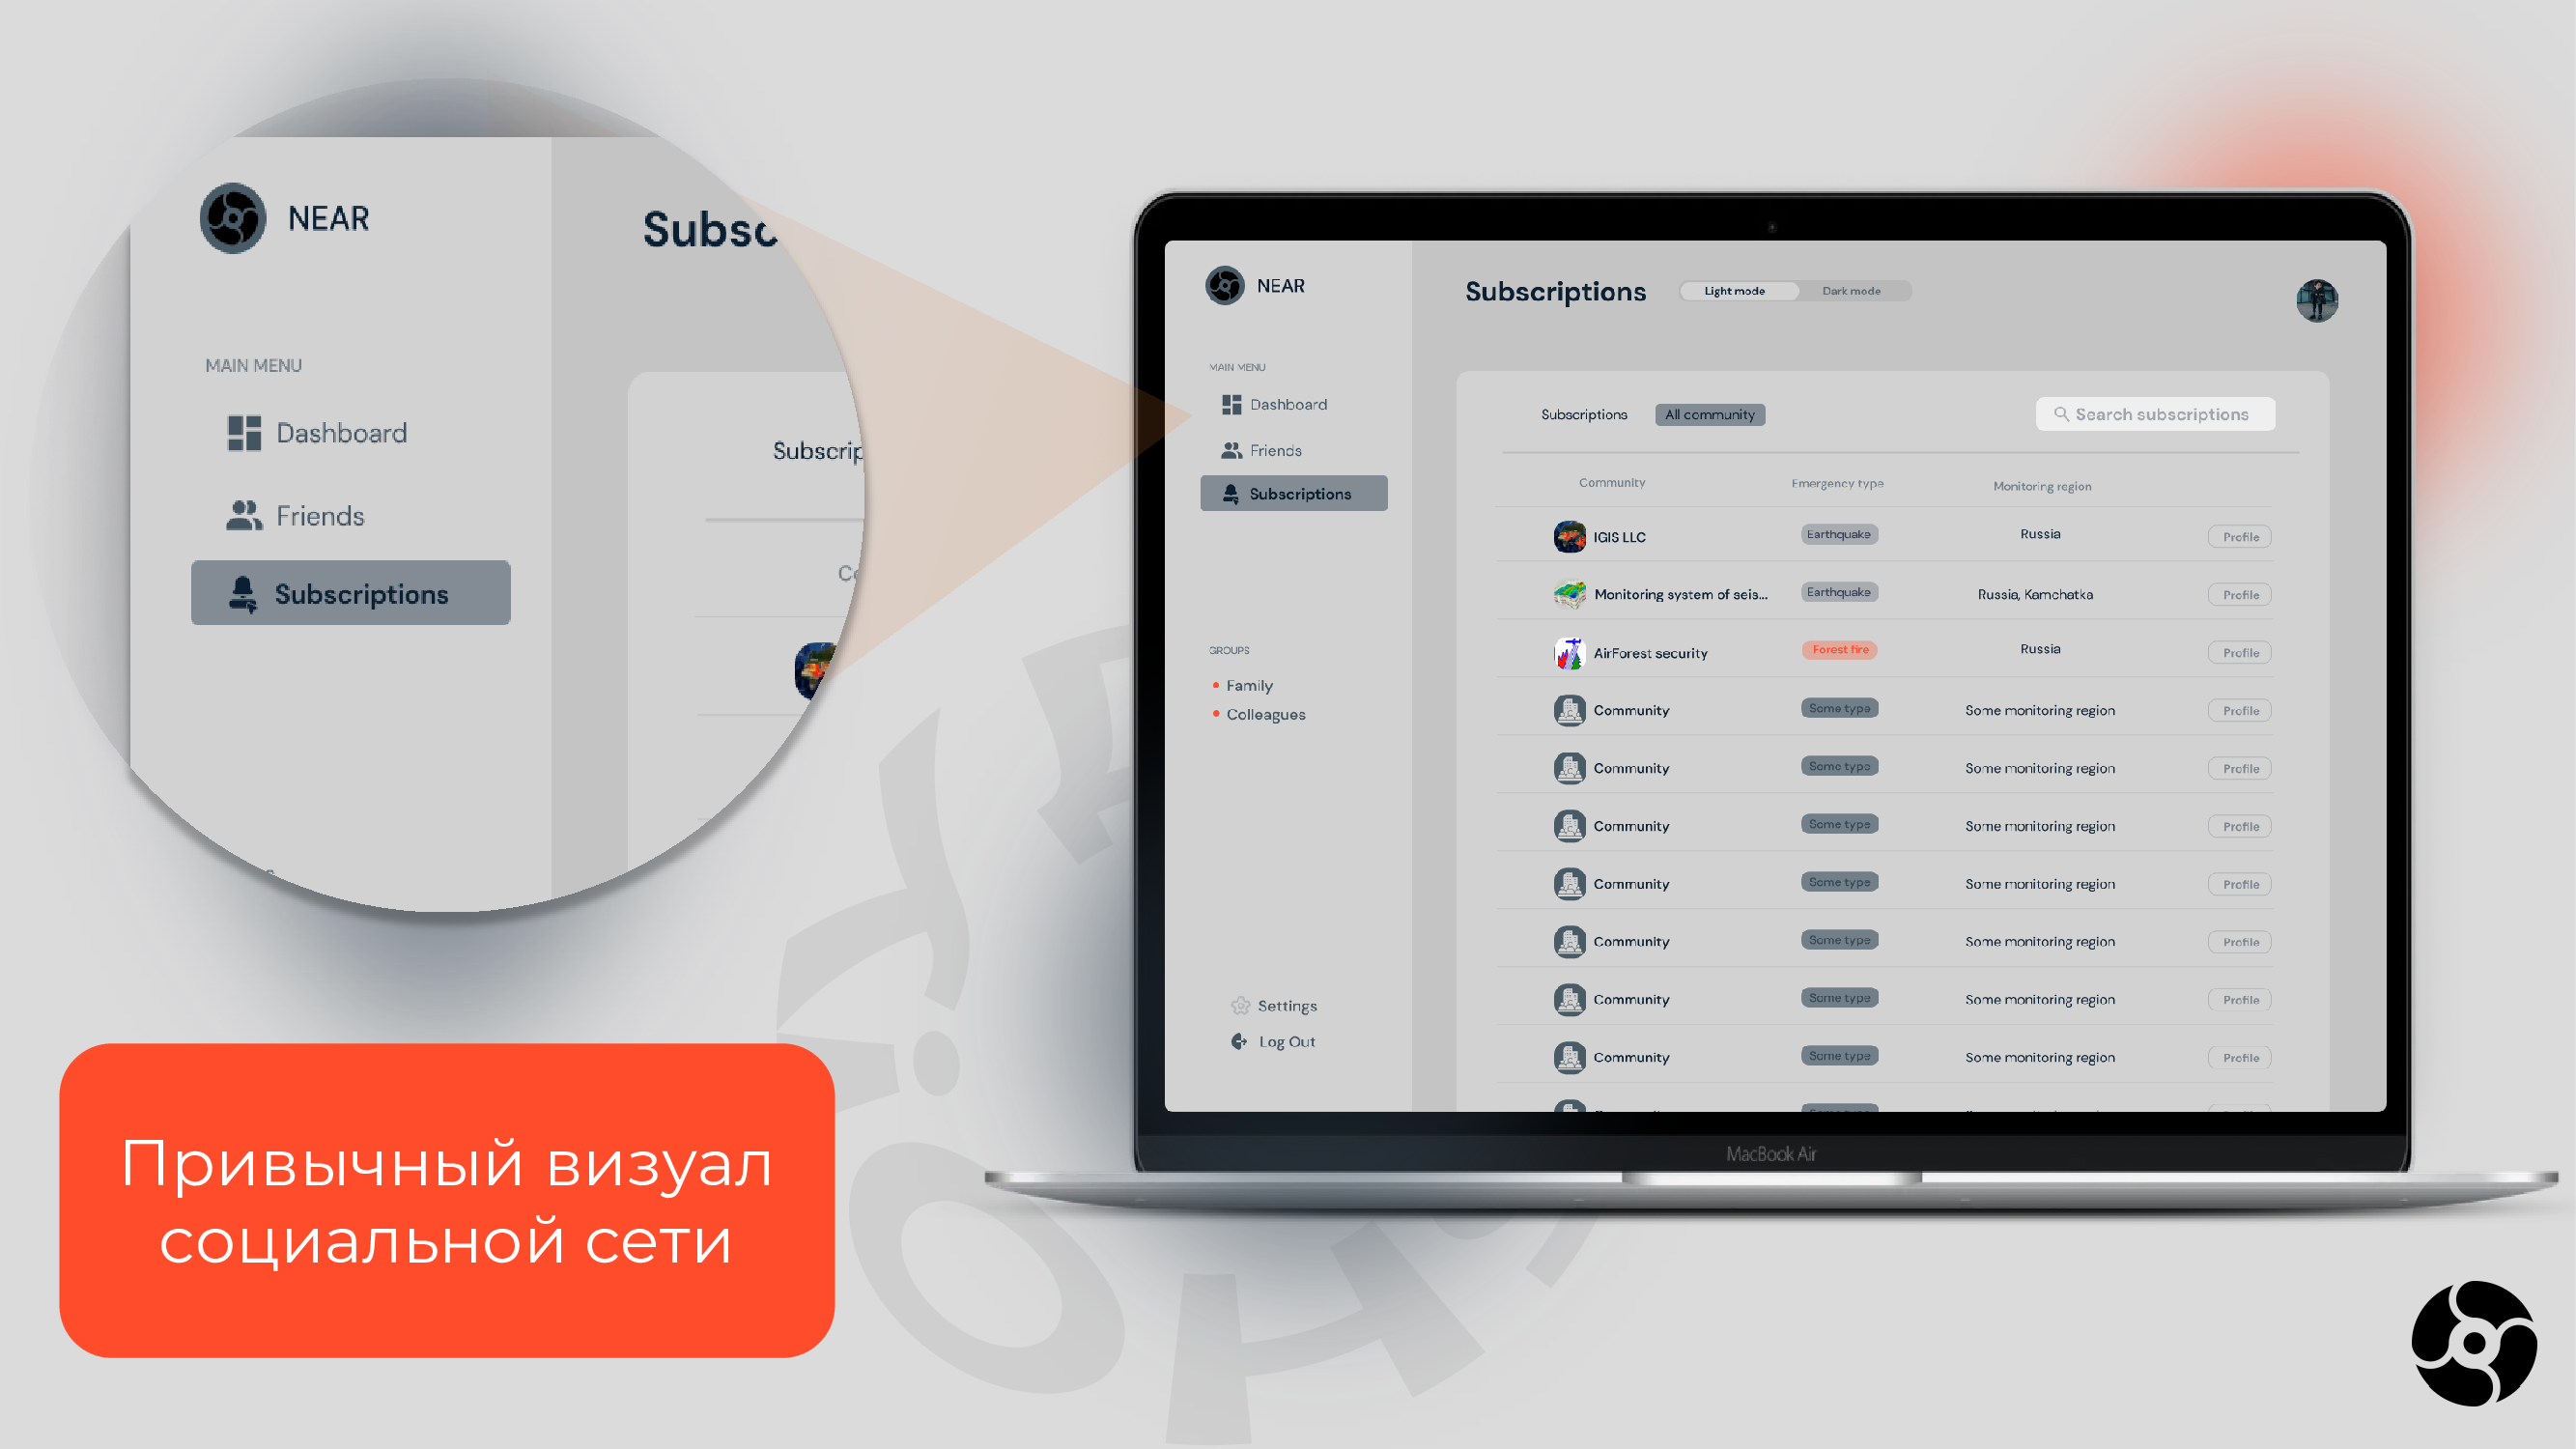 NEAR
MAIN MENU
Dashboard
Friends
Subscriptions
Subsc
Subscrip
Привычный визуал
социальной сети
NEAR
MAIN MENU
Dashboard
Friends
Subscriptions
GROUPS
Family
Colleagues
Settings
Log Out
Subscriptions Light mode Dark mode
Subscriptions All community Search subscriptions
Community Emergency type Monitoring region
IGIS LLC Earthquake Russia Profile
Monitoring system of seis... Earthquake Russia, Kamchatka Profile
AirForest security Forest fire Russia Profile
Community Some type Some monitoring region Profile
Community Some type Some monitoring region Profile
Community Some type Some monitoring region Profile
Community Some type Some monitoring region Profile
Community Some type Some monitoring region Profile
Community Some type Some monitoring region Profile
Community Some type Some monitoring region Profile
MacBook Air